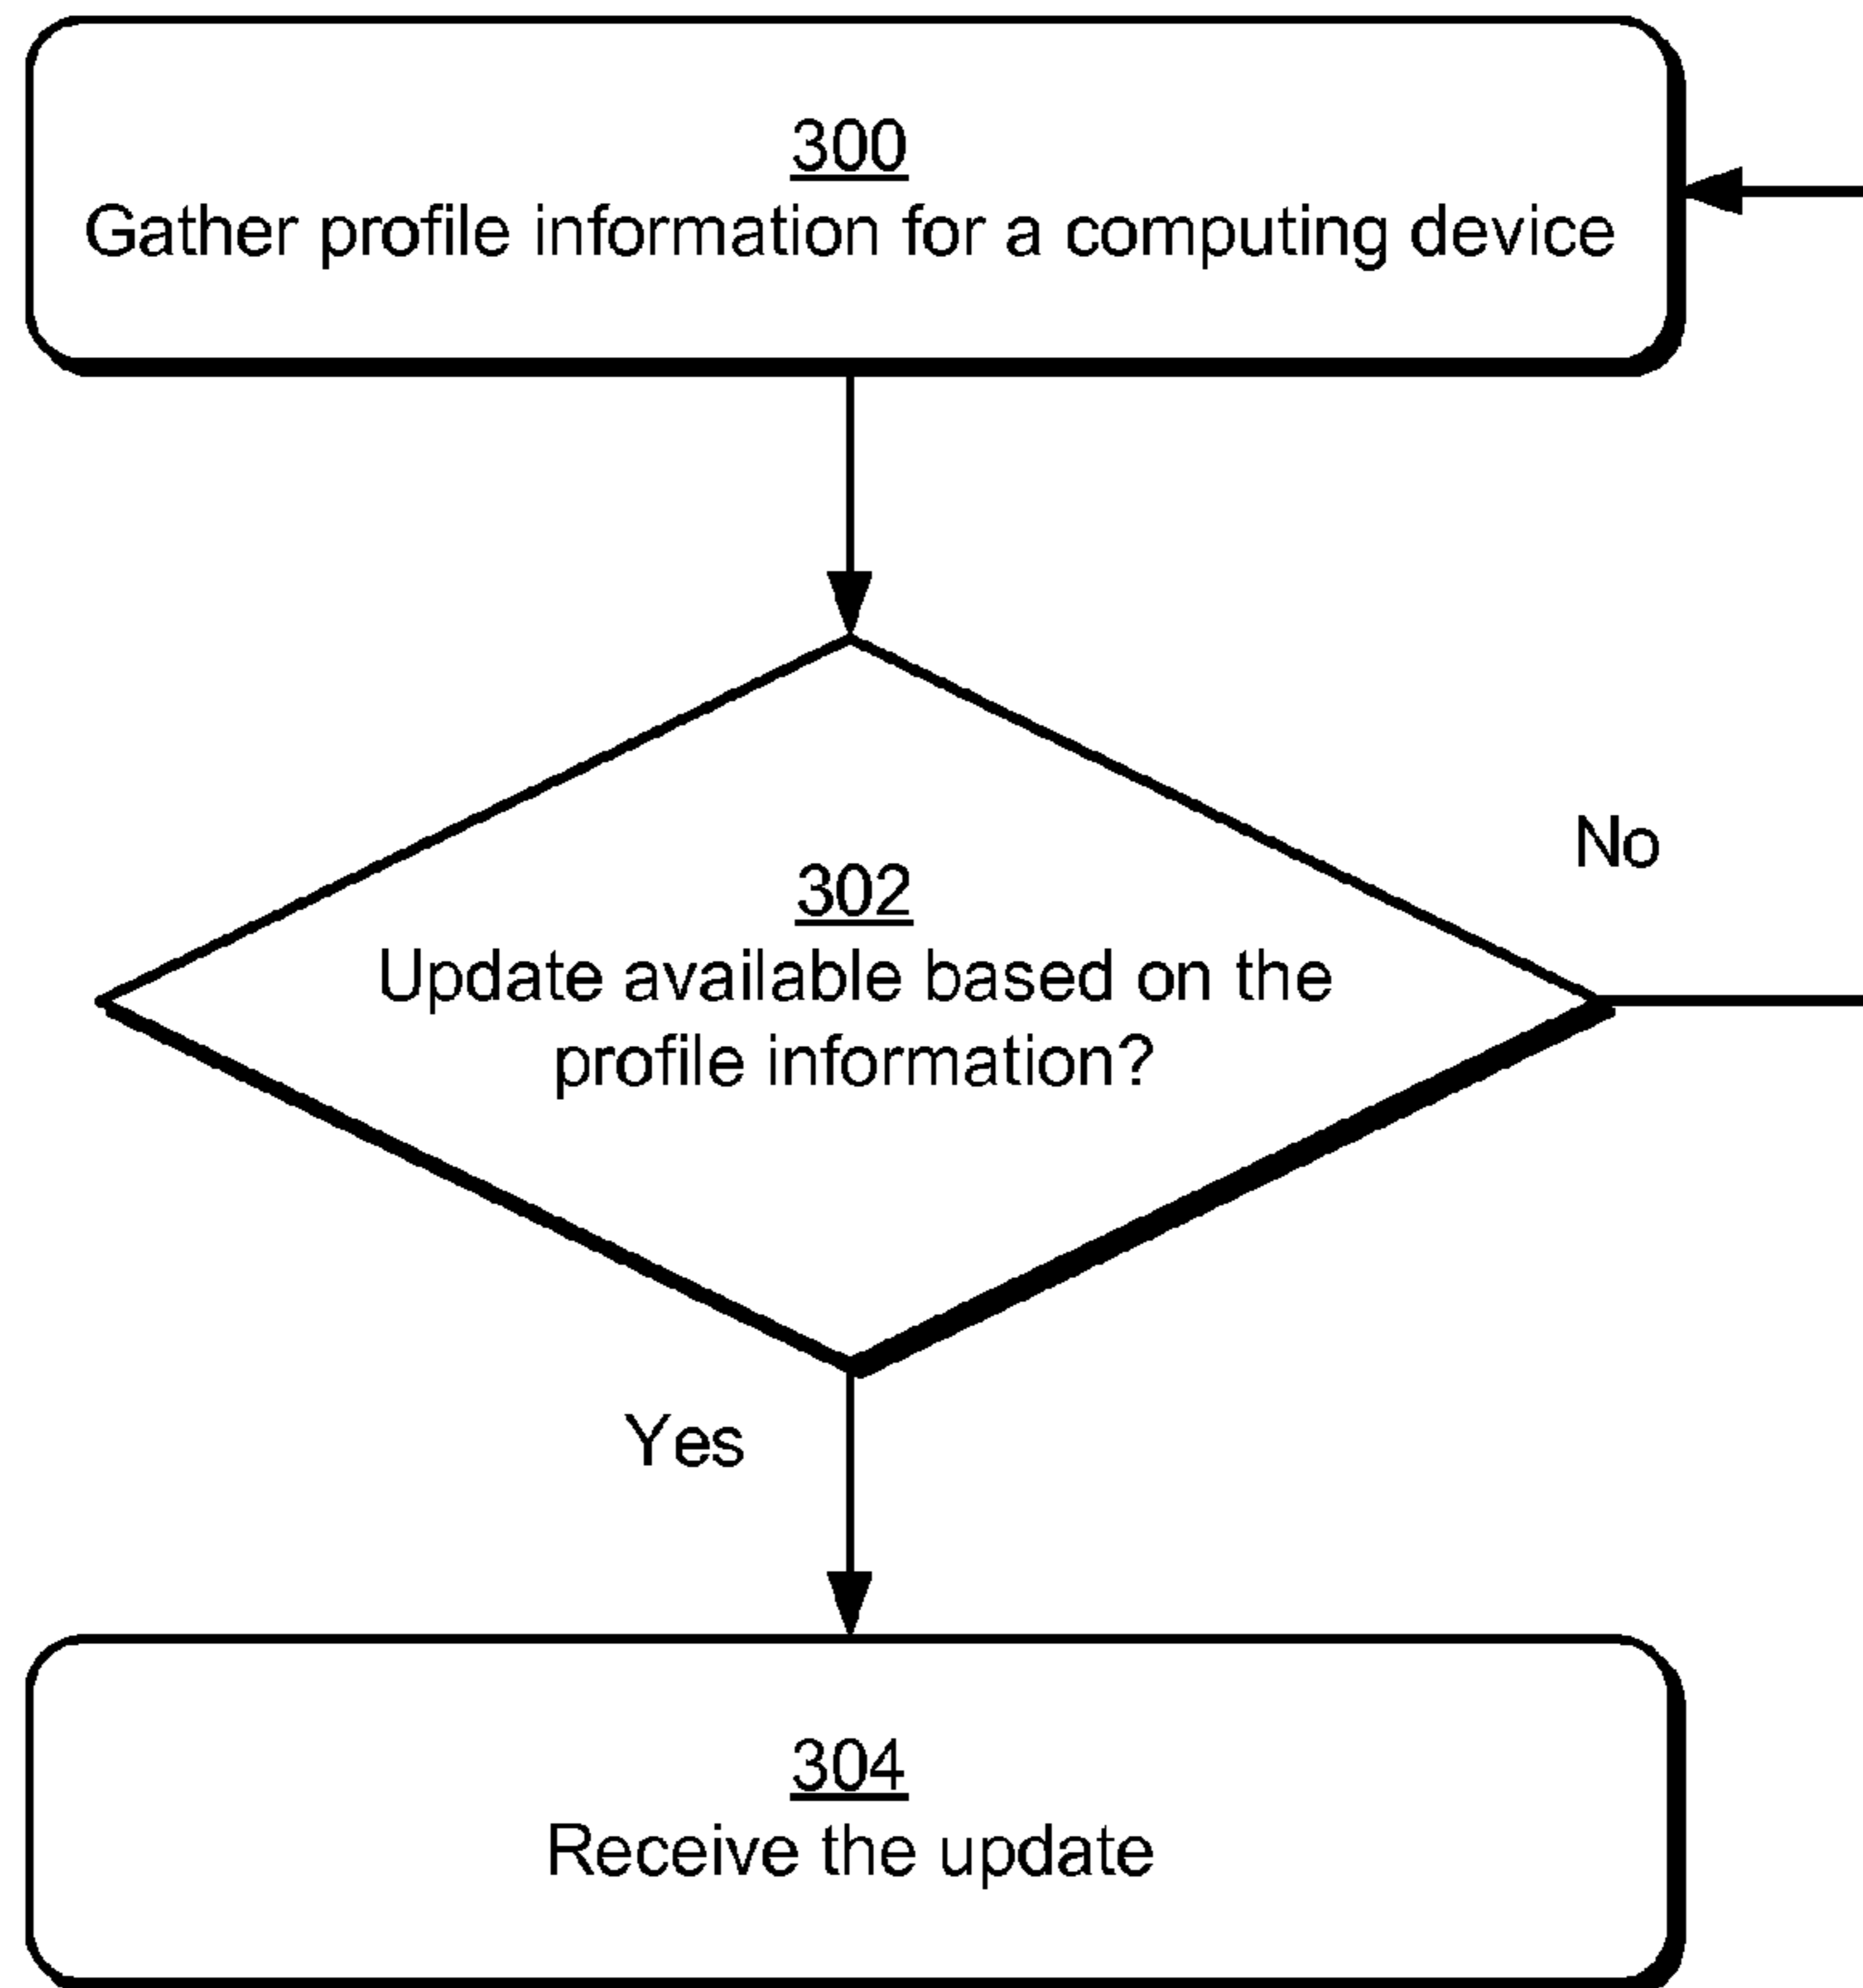 300
Gather profile information for a computing device
No
302
Update available based on the
profile information?
Yes
304
Receive the update